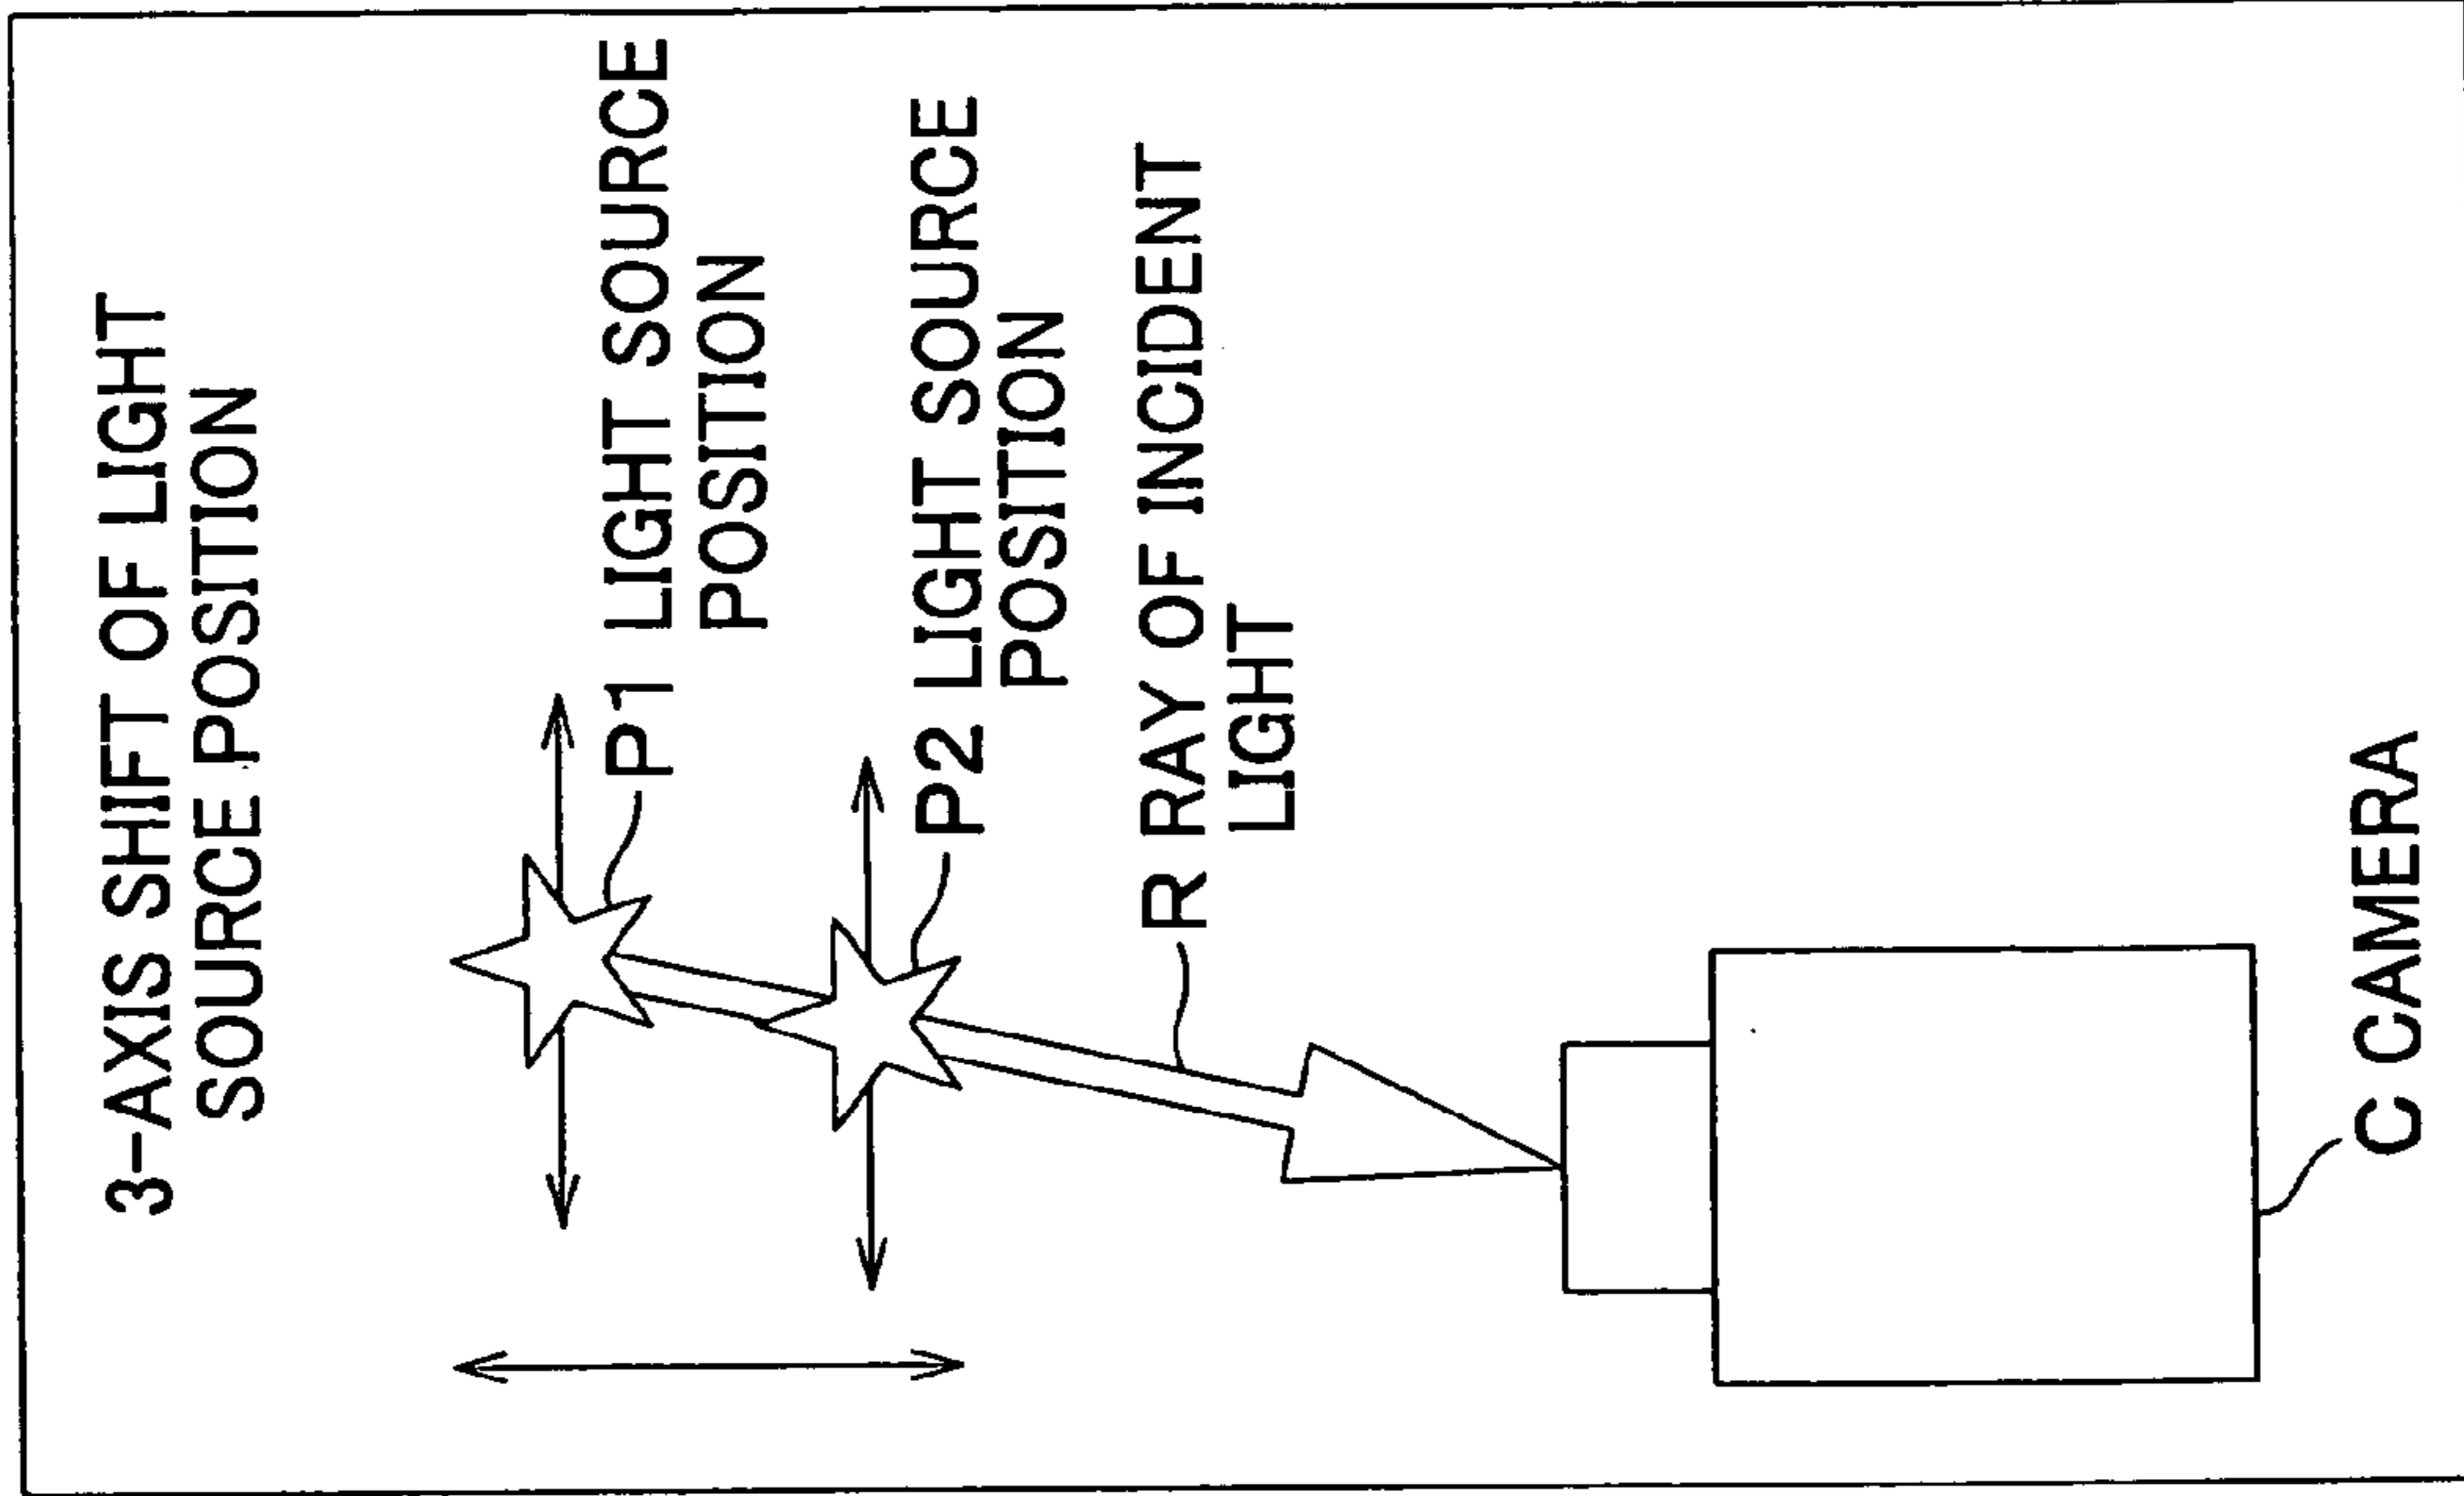 3-AXIS SHIFT OF LIGHT
SOURCE POSITION
P1 LIGHT SOURCE
POSITION
P2 LIGHT SOURCE
POSITION
R RAY OF INCIDENT
LIGHT
C CAMERA